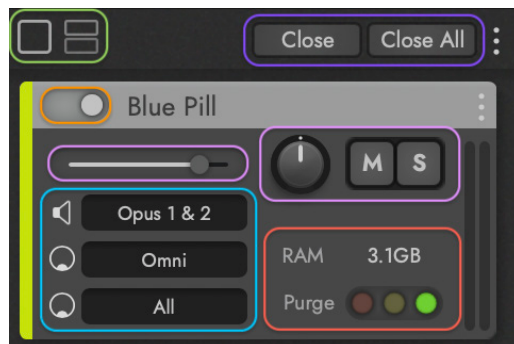 Close Close All
Blue Pill
M S
Opus 1 & 2
Omni
RAM 3.1GB
All
Purge